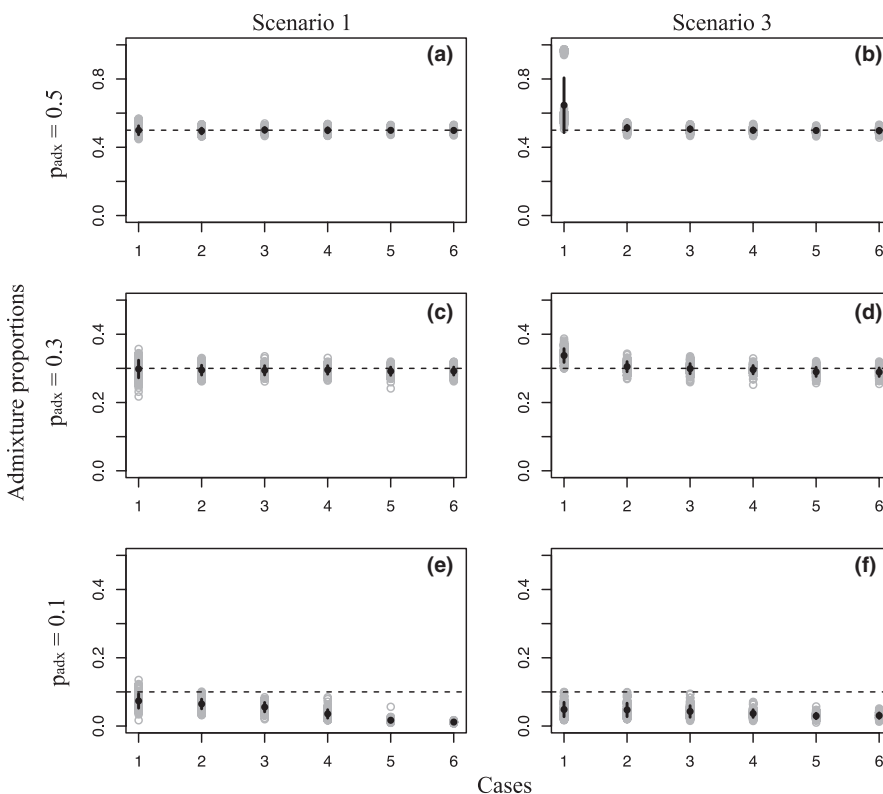 Scenario 1
Scenario 3
Admixture proportions
padx = 0.5
(a)
0.0 0.4 0.8
1 2 3 4 5 6
(b)
0.0 0.4 0.8
1 2 3 4 5 6
padx = 0.3
(c)
0.0 0.2 0.4
1 2 3 4 5 6
(d)
0.0 0.2 0.4
1 2 3 4 5 6
padx = 0.1
(e)
0.0 0.2 0.4
1 2 3 4 5 6
(f)
0.0 0.2 0.4
1 2 3 4 5 6
Cases